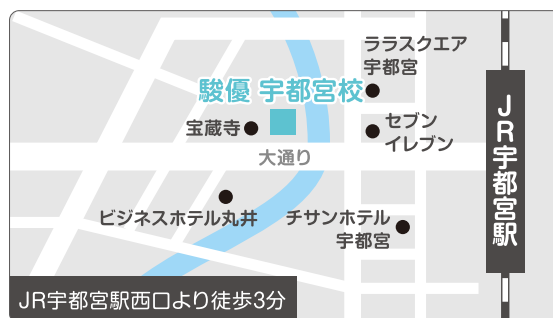 ララスクエア
宇都宮
駿優 宇都宮校
宝蔵寺
セブン
イレブン
大通り
JR宇都宮駅
ビジネスホテル丸井
チサンホテル
宇都宮
JR宇都宮駅西口より徒歩3分